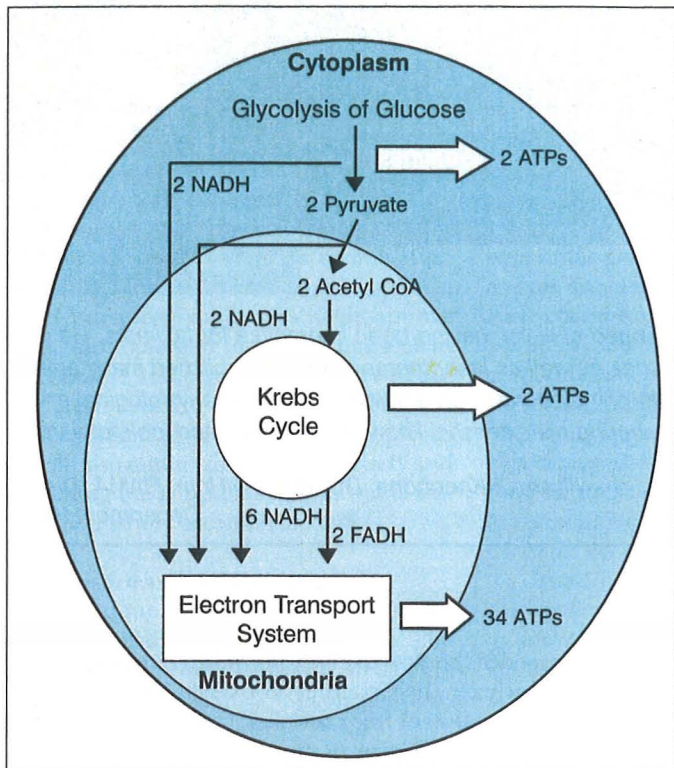 Cytoplasm
Glycolysis of Glucose
2 ATPs
2 NADH
2 Pyruvate
2 Acetyl CoA
2 NADH
Krebs
Cycle
2 ATPs
6 NADH
2 FADH
Electron Transport
System
34 ATPs
Mitochondria